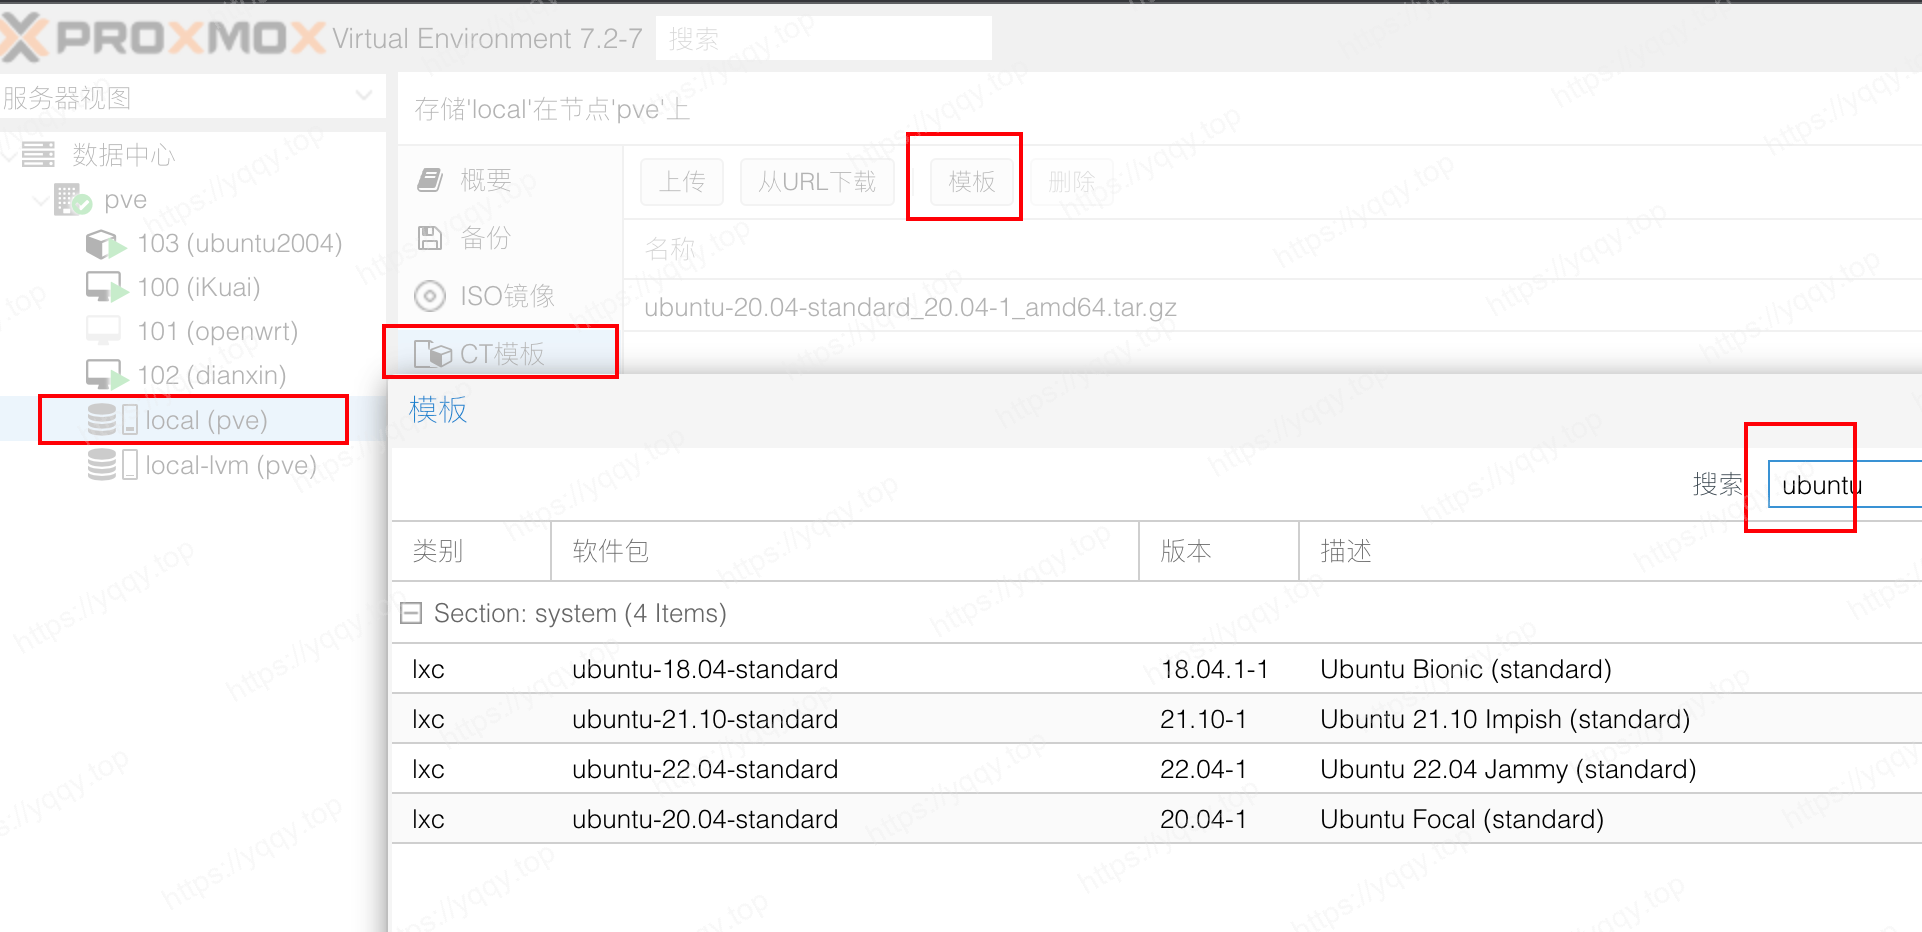 PROXMOX Virtual Environment 7.2-7 搜索
服务器视图
存储'local'在节点'pve'上
数据中心
pve
103 (ubuntu2004)
100 (iKuai)
101 (openwrt)
102 (dianxin)
local (pve)
local-lvm (pve)
概要
备份
ISO镜像
CT模板
上传 从URL下载 模板 删除
名称
ubuntu-20.04-standard_20.04-1_amd64.tar.gz
模板
搜索 ubuntu
类别 软件包 版本 描述
Section: system (4 Items)
lxc ubuntu-18.04-standard 18.04.1-1 Ubuntu Bionic (standard)
lxc ubuntu-21.10-standard 21.10-1 Ubuntu 21.10 Impish (standard)
lxc ubuntu-22.04-standard 22.04-1 Ubuntu 22.04 Jammy (standard)
lxc ubuntu-20.04-standard 20.04-1 Ubuntu Focal (standard)
https://yqqy.top